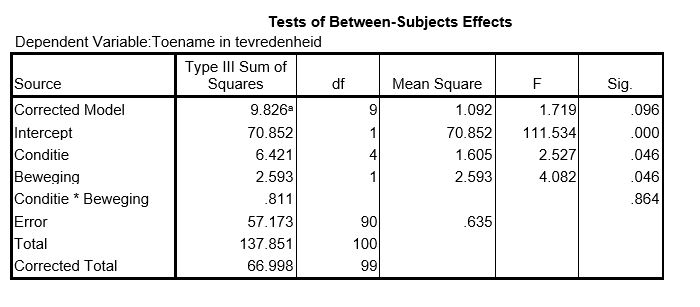 Tests of Between-Subjects Effects
Dependent Variable:Toename in tevredenheid
Source Type III Sum of Squares df Mean Square F Sig.
Corrected Model 9.826a 9 1.092 1.719 .096
Intercept 70.852 1 70.852 111.534 .000
Conditie 6.421 4 1.605 2.527 .046
Beweging 2.593 1 2.593 4.082 .046
Conditie * Beweging .811 .864
Error 57.173 90 .635
Total 137.851 100
Corrected Total 66.998 99